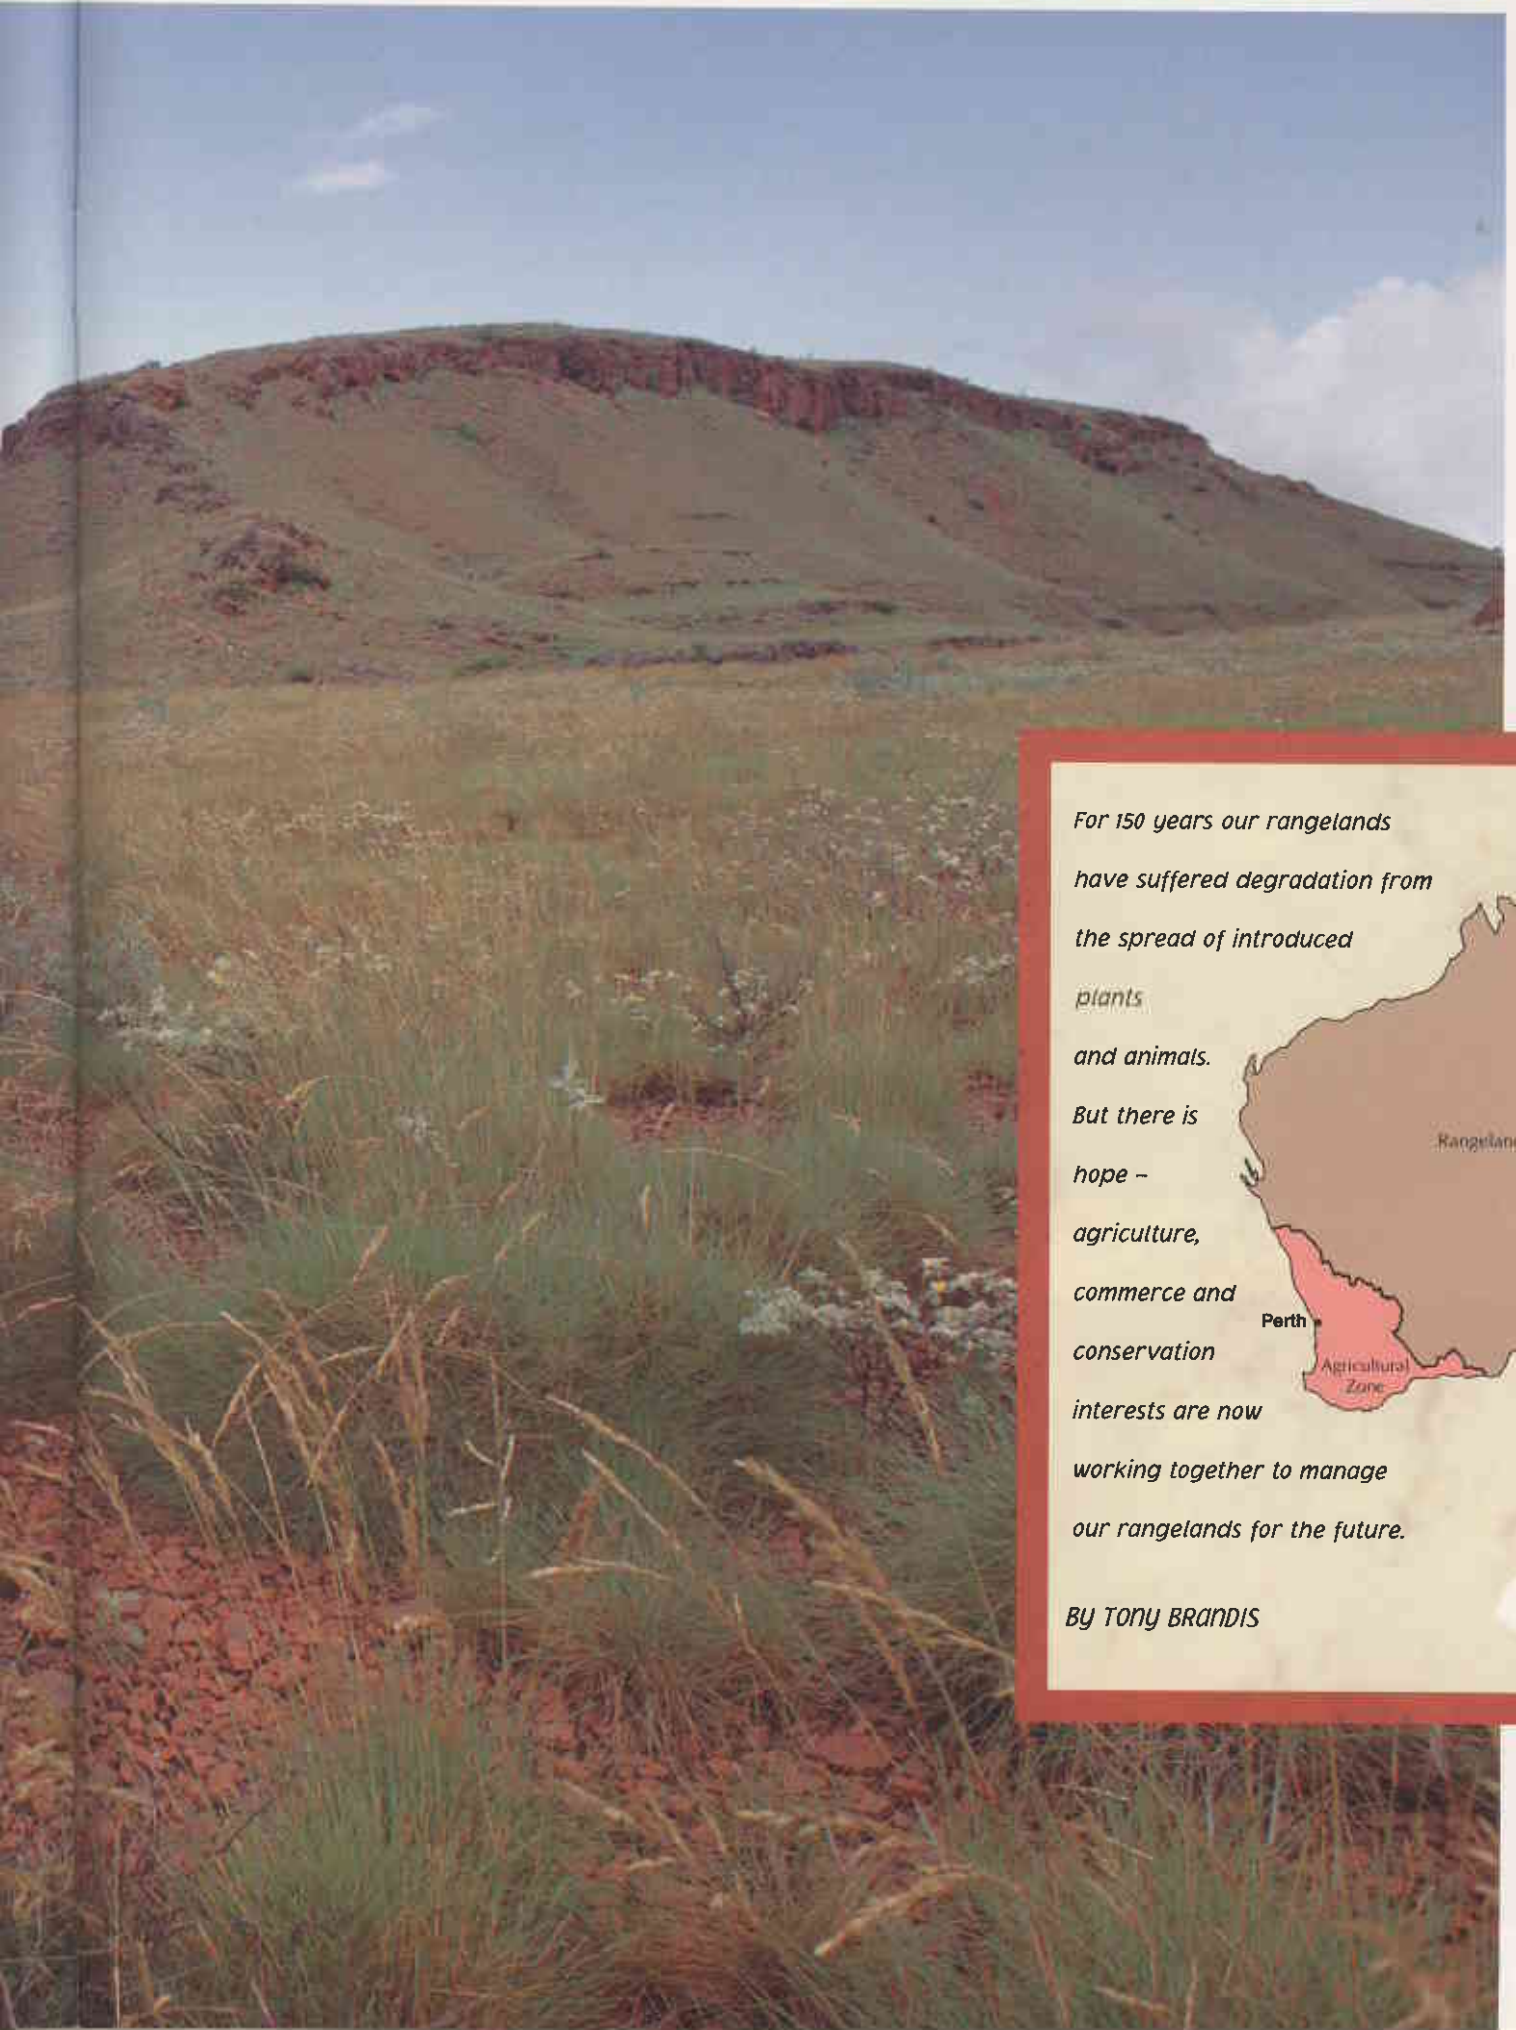 For 150 years our rangelands
have suffered degradation from
the spread of introduced
plants
and animals.
But there is
hope –
agriculture,
commerce and
conservation
interests are now
working together to manage
our rangelands for the future.
By TONY BRANDIS
Perth
Agricultural
Zone